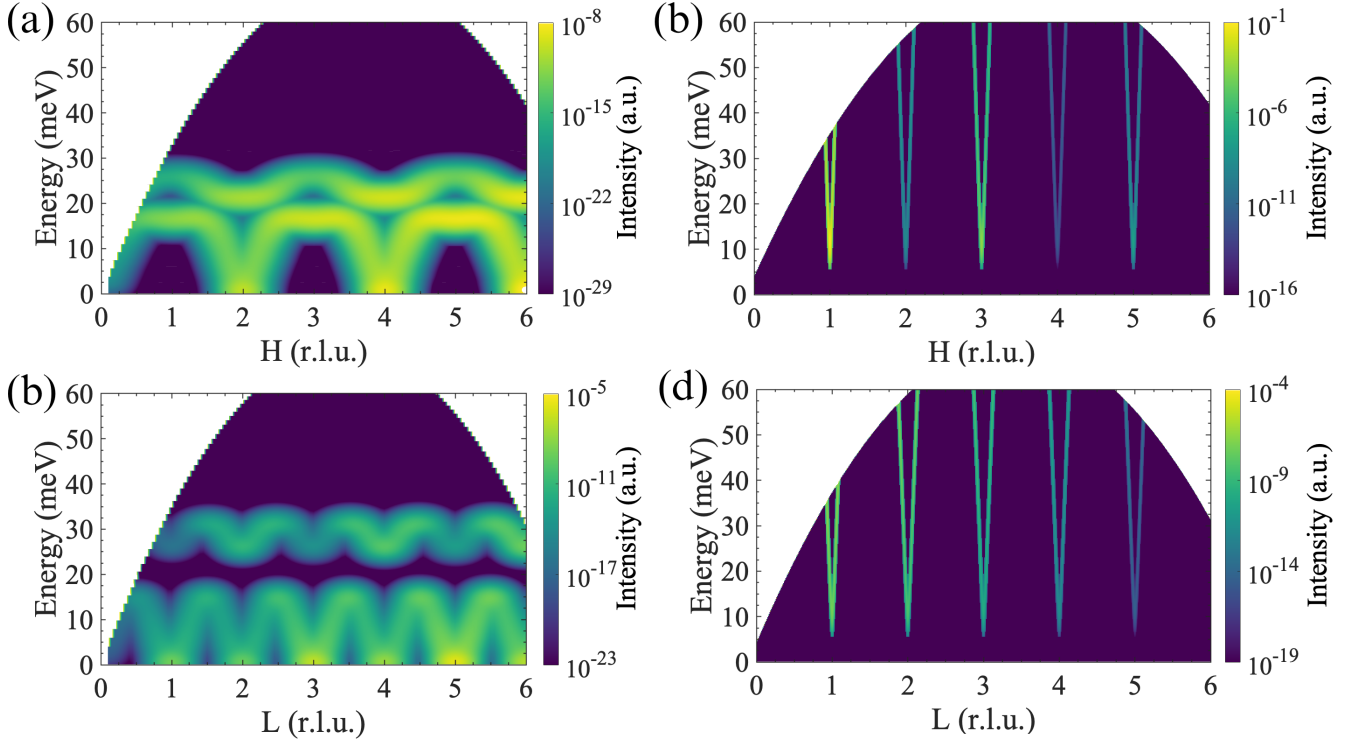 (a)
60
50
40
30
20
10
0
Energy (meV)
0 1 2 3 4 5 6
H (r.l.u.)
10-8
10-15
10-22
10-29
Intensity (a.u.)
(b)
60
50
40
30
20
10
0
Energy (meV)
0 1 2 3 4 5 6
H (r.l.u.)
10-1
10-6
10-11
10-16
Intensity (a.u.)
(b)
60
50
40
30
20
10
0
Energy (meV)
0 1 2 3 4 5 6
L (r.l.u.)
10-5
10-11
10-17
10-23
Intensity (a.u.)
(d)
60
50
40
30
20
10
0
Energy (meV)
0 1 2 3 4 5 6
L (r.l.u.)
10-4
10-9
10-14
10-19
Intensity (a.u.)